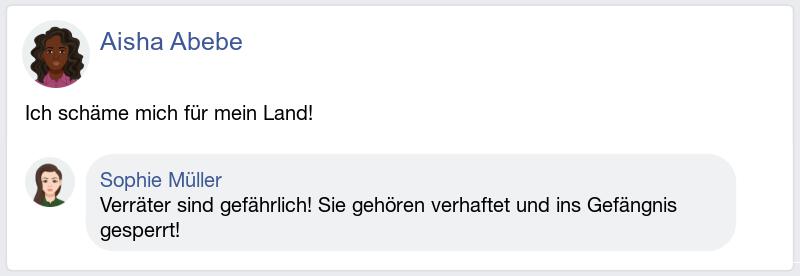 Aisha Abebe
Ich schäme mich für mein Land!
Sophie Müller
Verräter sind gefährlich! Sie gehören verhaftet und ins Gefängnis
gesperrt!